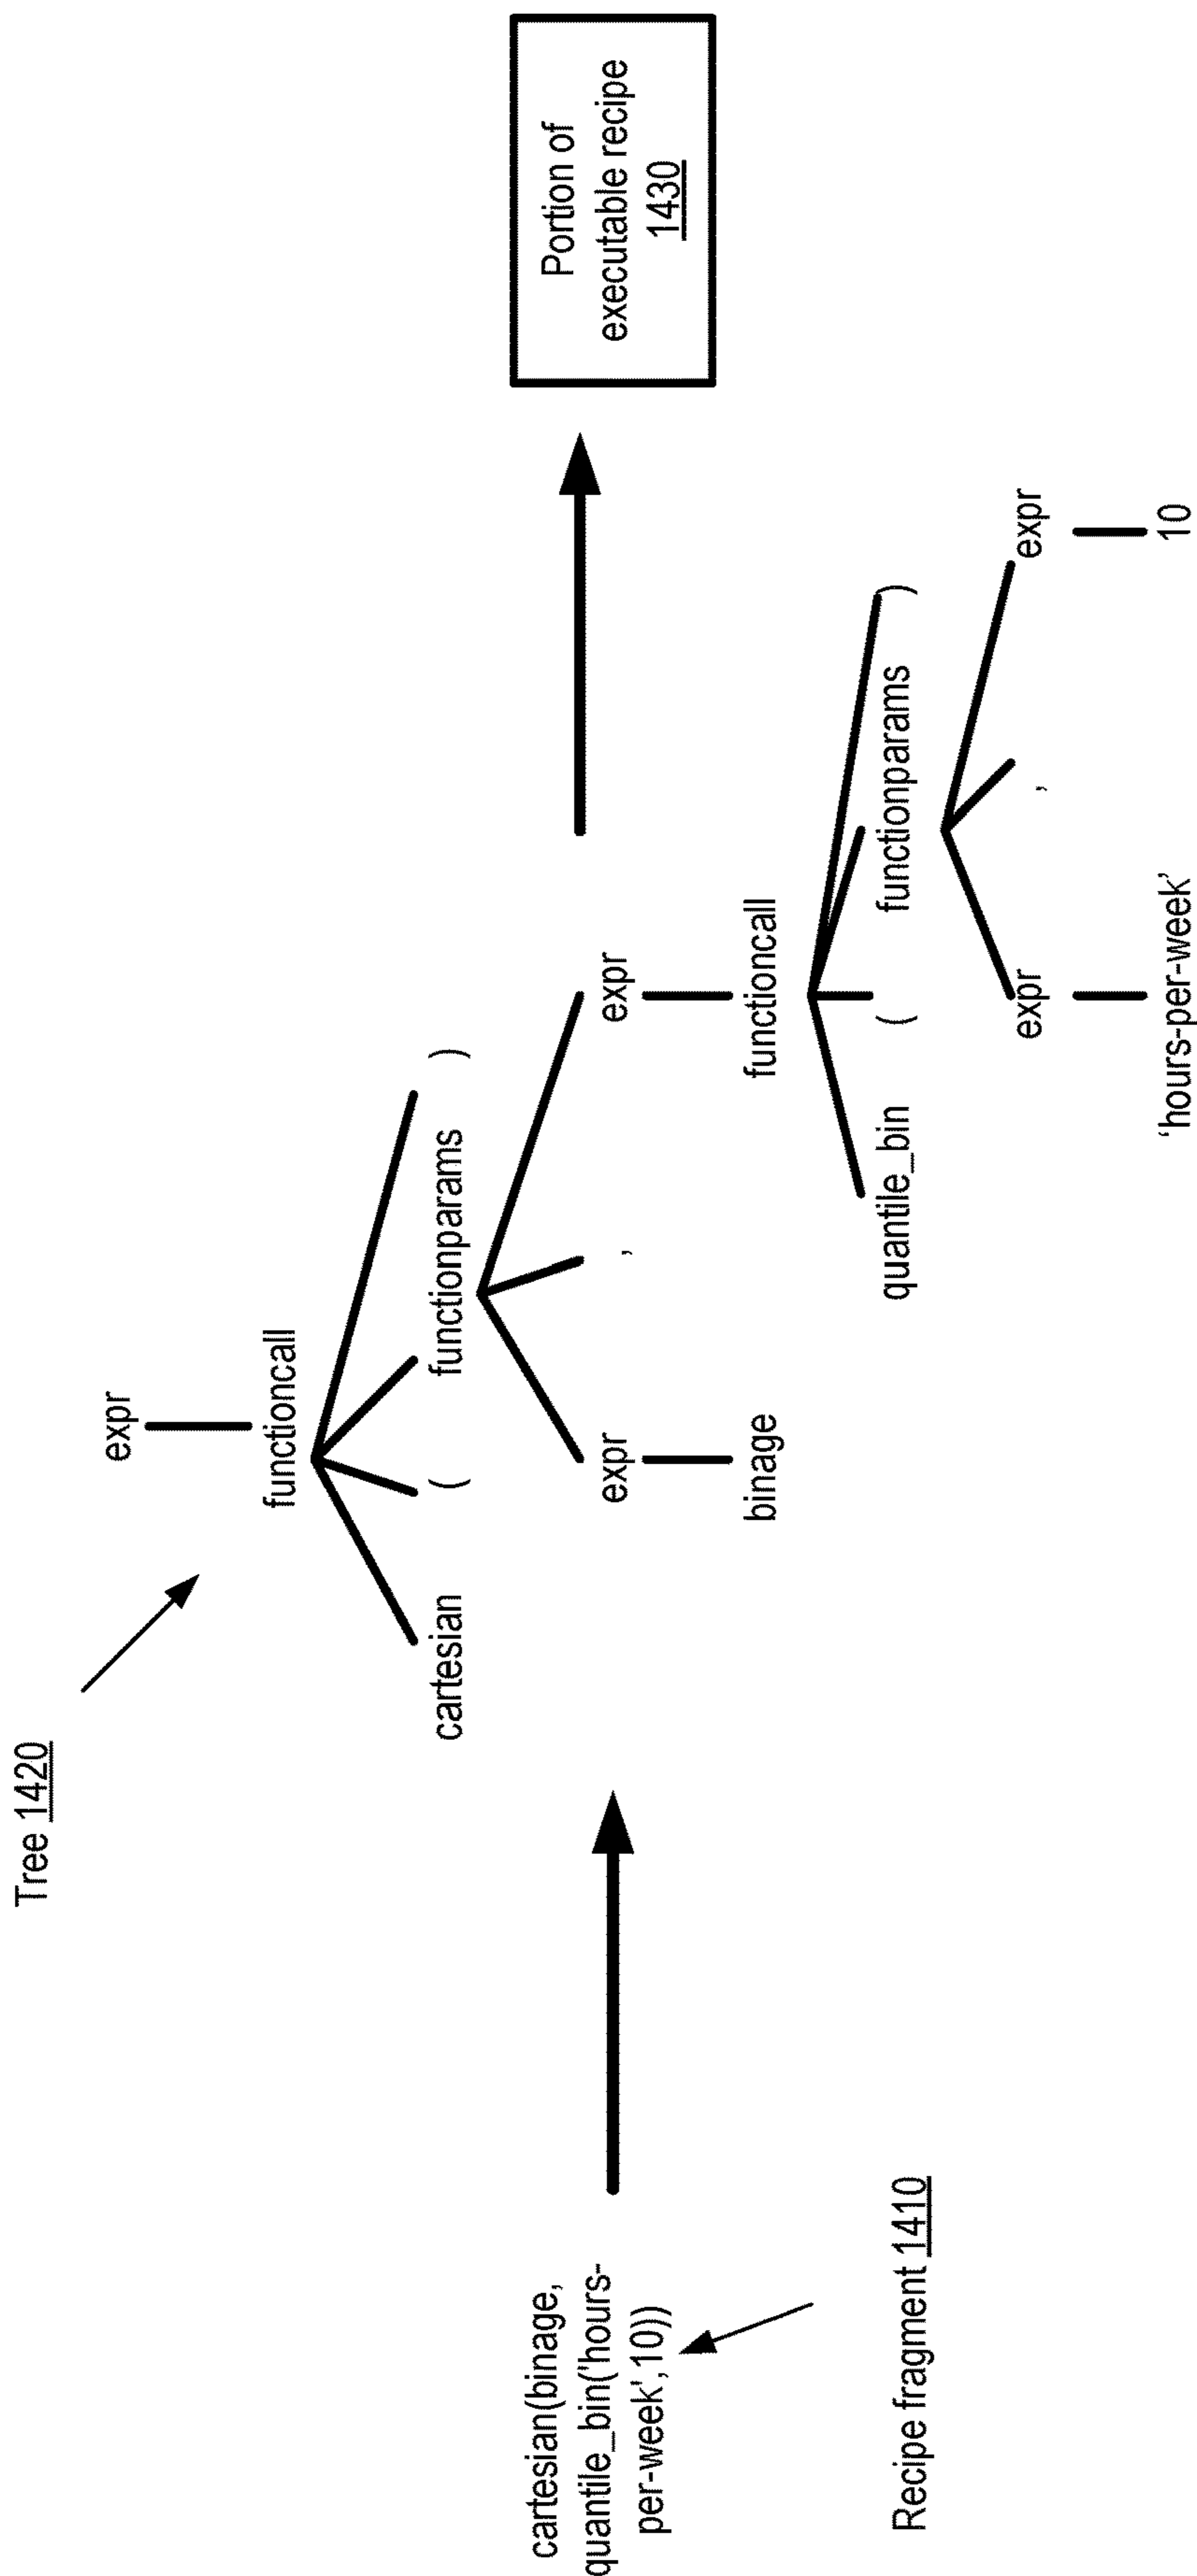 Tree 1420
expr
functioncall
cartesian ( functionparams )
expr , expr
binage functioncall
quantile_bin ( functionparams )
expr , expr
‘hours-per-week’ 10
cartesian(binage,
quantile_bin('hours-
per-week',10))
Recipe fragment 1410
Portion of
executable recipe
1430